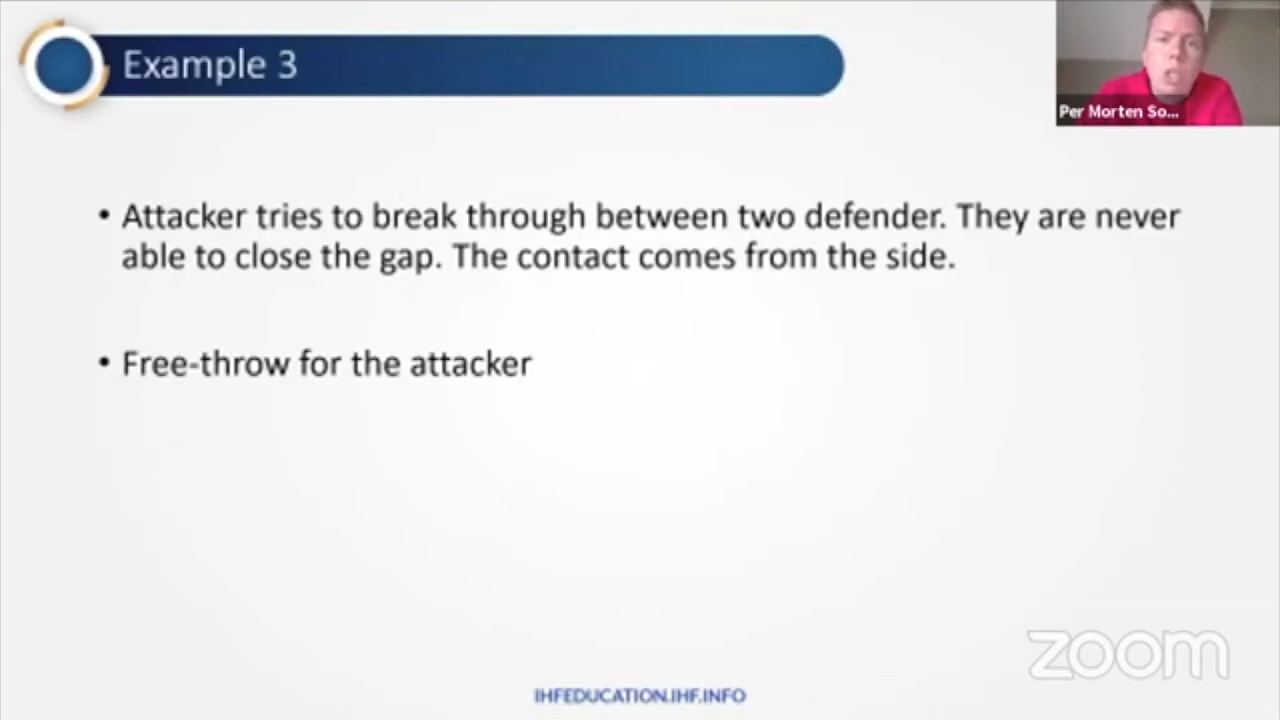 Example 3
Per Morten So...
• Attacker tries to break through between two defender. They are never
able to close the gap. The contact comes from the side.
• Free-throw for the attacker
zoom
IHFEDUCATION.IHF.INFO